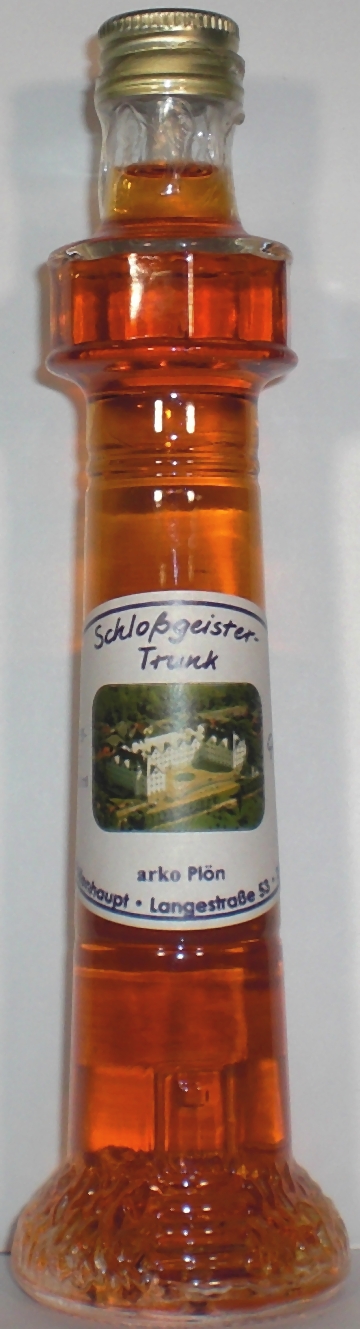 Schloßgeister-
Trunk
arko Plön
Langestraße 53